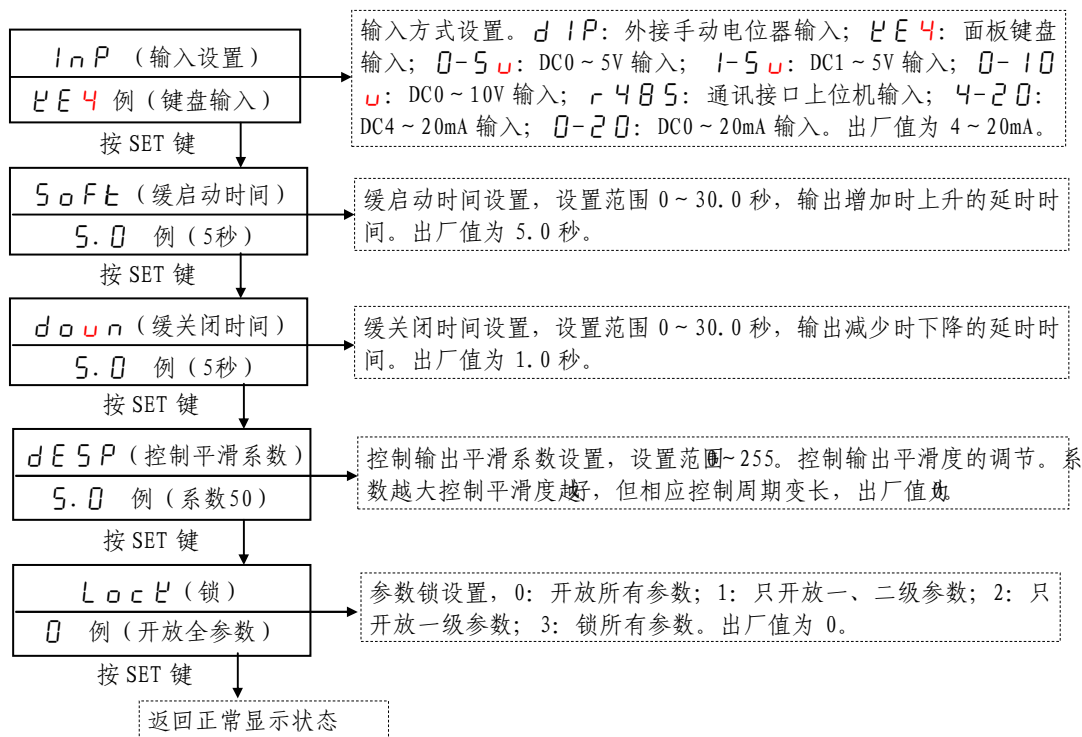 InP (输入设置)
KEY 例(键盘输入)
输入方式设置。dIP: 外接手动电位器输入; KEY: 面板键盘
输入; 0-5u: DC0~5V 输入; 1-5u: DC1~5V 输入; 0-10
u: DC0~10V 输入; r485: 通讯接口上位机输入; 4-20:
DC4~20mA 输入; 0-20: DC0~20mA 输入。出厂值为 4~20mA。
按 SET 键
SoFt (缓启动时间)
5.0 例(5秒)
缓启动时间设置，设置范围 0~30.0 秒，输出增加时上升的延时时
间。出厂值为 5.0 秒。
按 SET 键
doun (缓关闭时间)
5.0 例(5秒)
缓关闭时间设置，设置范围 0~30.0 秒，输出减少时下降的延时时
间。出厂值为 1.0 秒。
按 SET 键
dESP (控制平滑系数)
5.0 例(系数50)
控制输出平滑系数设置，设置范围~255。控制输出平滑度的调节。系
数越大控制平滑度越好，但相应控制周期变长，出厂值为
按 SET 键
LocK (锁)
0 例(开放全参数)
参数锁设置，0: 开放所有参数; 1: 只开放一、二级参数; 2: 只
开放一级参数; 3: 锁所有参数。出厂值为 0。
按 SET 键
返回正常显示状态